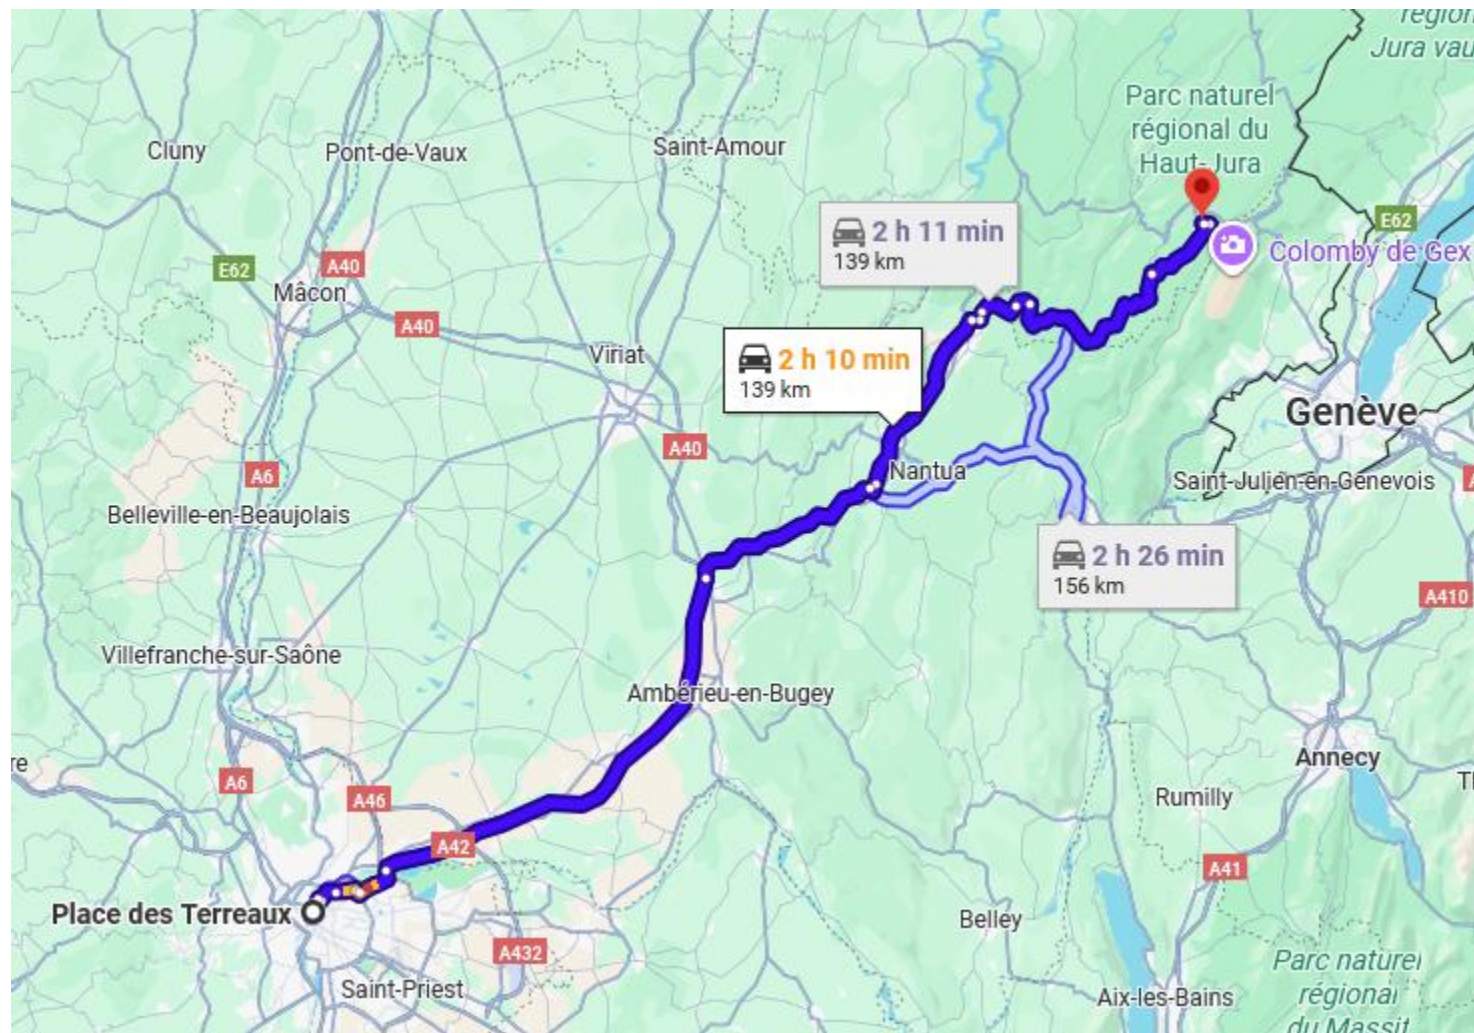 région
Jura vau
Parc naturel
régional du
Haut-Jura
Cluny
Pont-de-Vaux
Saint-Amour
E62
Colomby de Gex
2 h 11 min
139 km
E62
A40
Mâcon
A40
Viriat
2 h 10 min
139 km
Genève
A40
Nantua
A6
Saint-Julien-en-Genevois
Belleville-en-Beaujolais
2 h 26 min
156 km
A410
Villefranche-sur-Saône
Ambérieu-en-Bugey
re
Annecy
A6
A46
Rumilly
A42
A41
Place des Terreaux
Belley
A432
Saint-Priest
Aix-les-Bains
Parc naturel
régional
du Massif